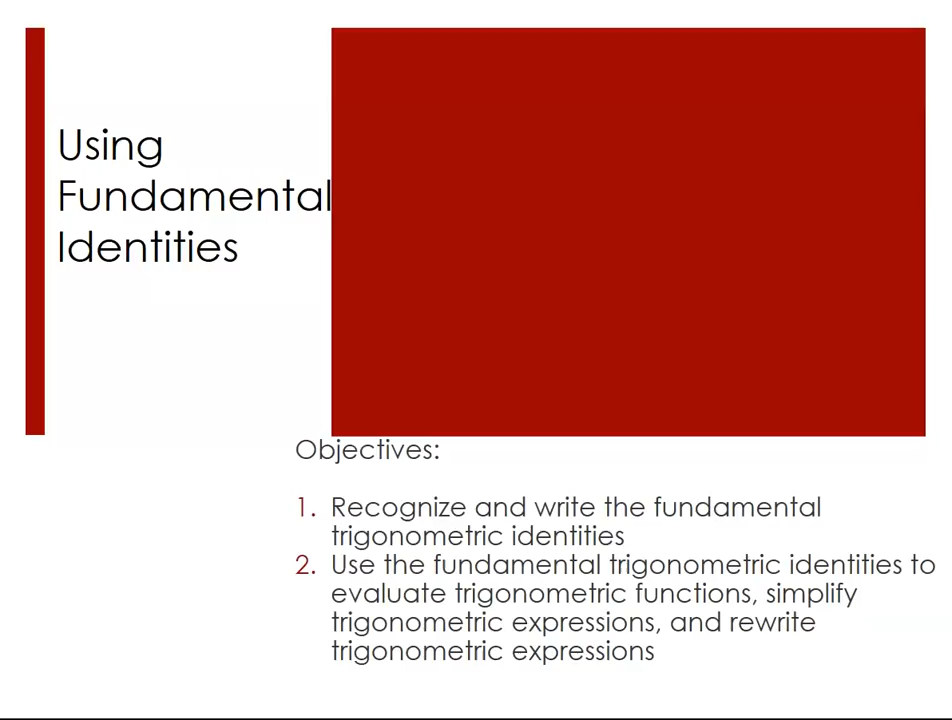 Using
Fundamental
Identities
Objectives:
1. Recognize and write the fundamental
trigonometric identities
2. Use the fundamental trigonometric identities to
evaluate trigonometric functions, simplify
trigonometric expressions, and rewrite
trigonometric expressions